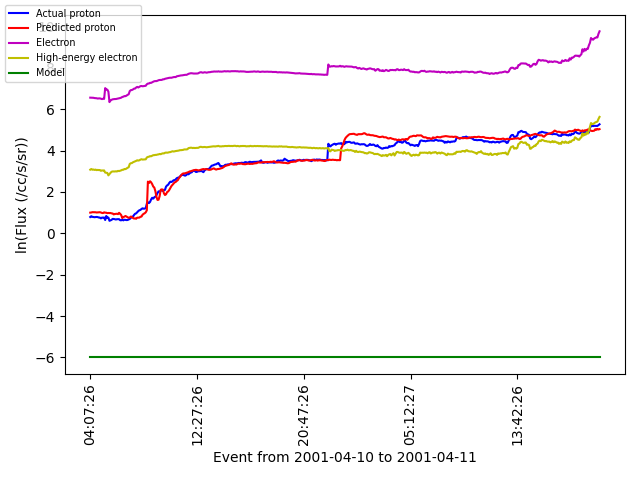 Actual proton
Predicted proton
Electron
High-energy electron
Model
6
4
2
0
−2
−4
−6
ln(Flux (/cc/s/sr))
04:07:26
12:27:26
20:47:26
05:12:27
13:42:26
Event from 2001-04-10 to 2001-04-11